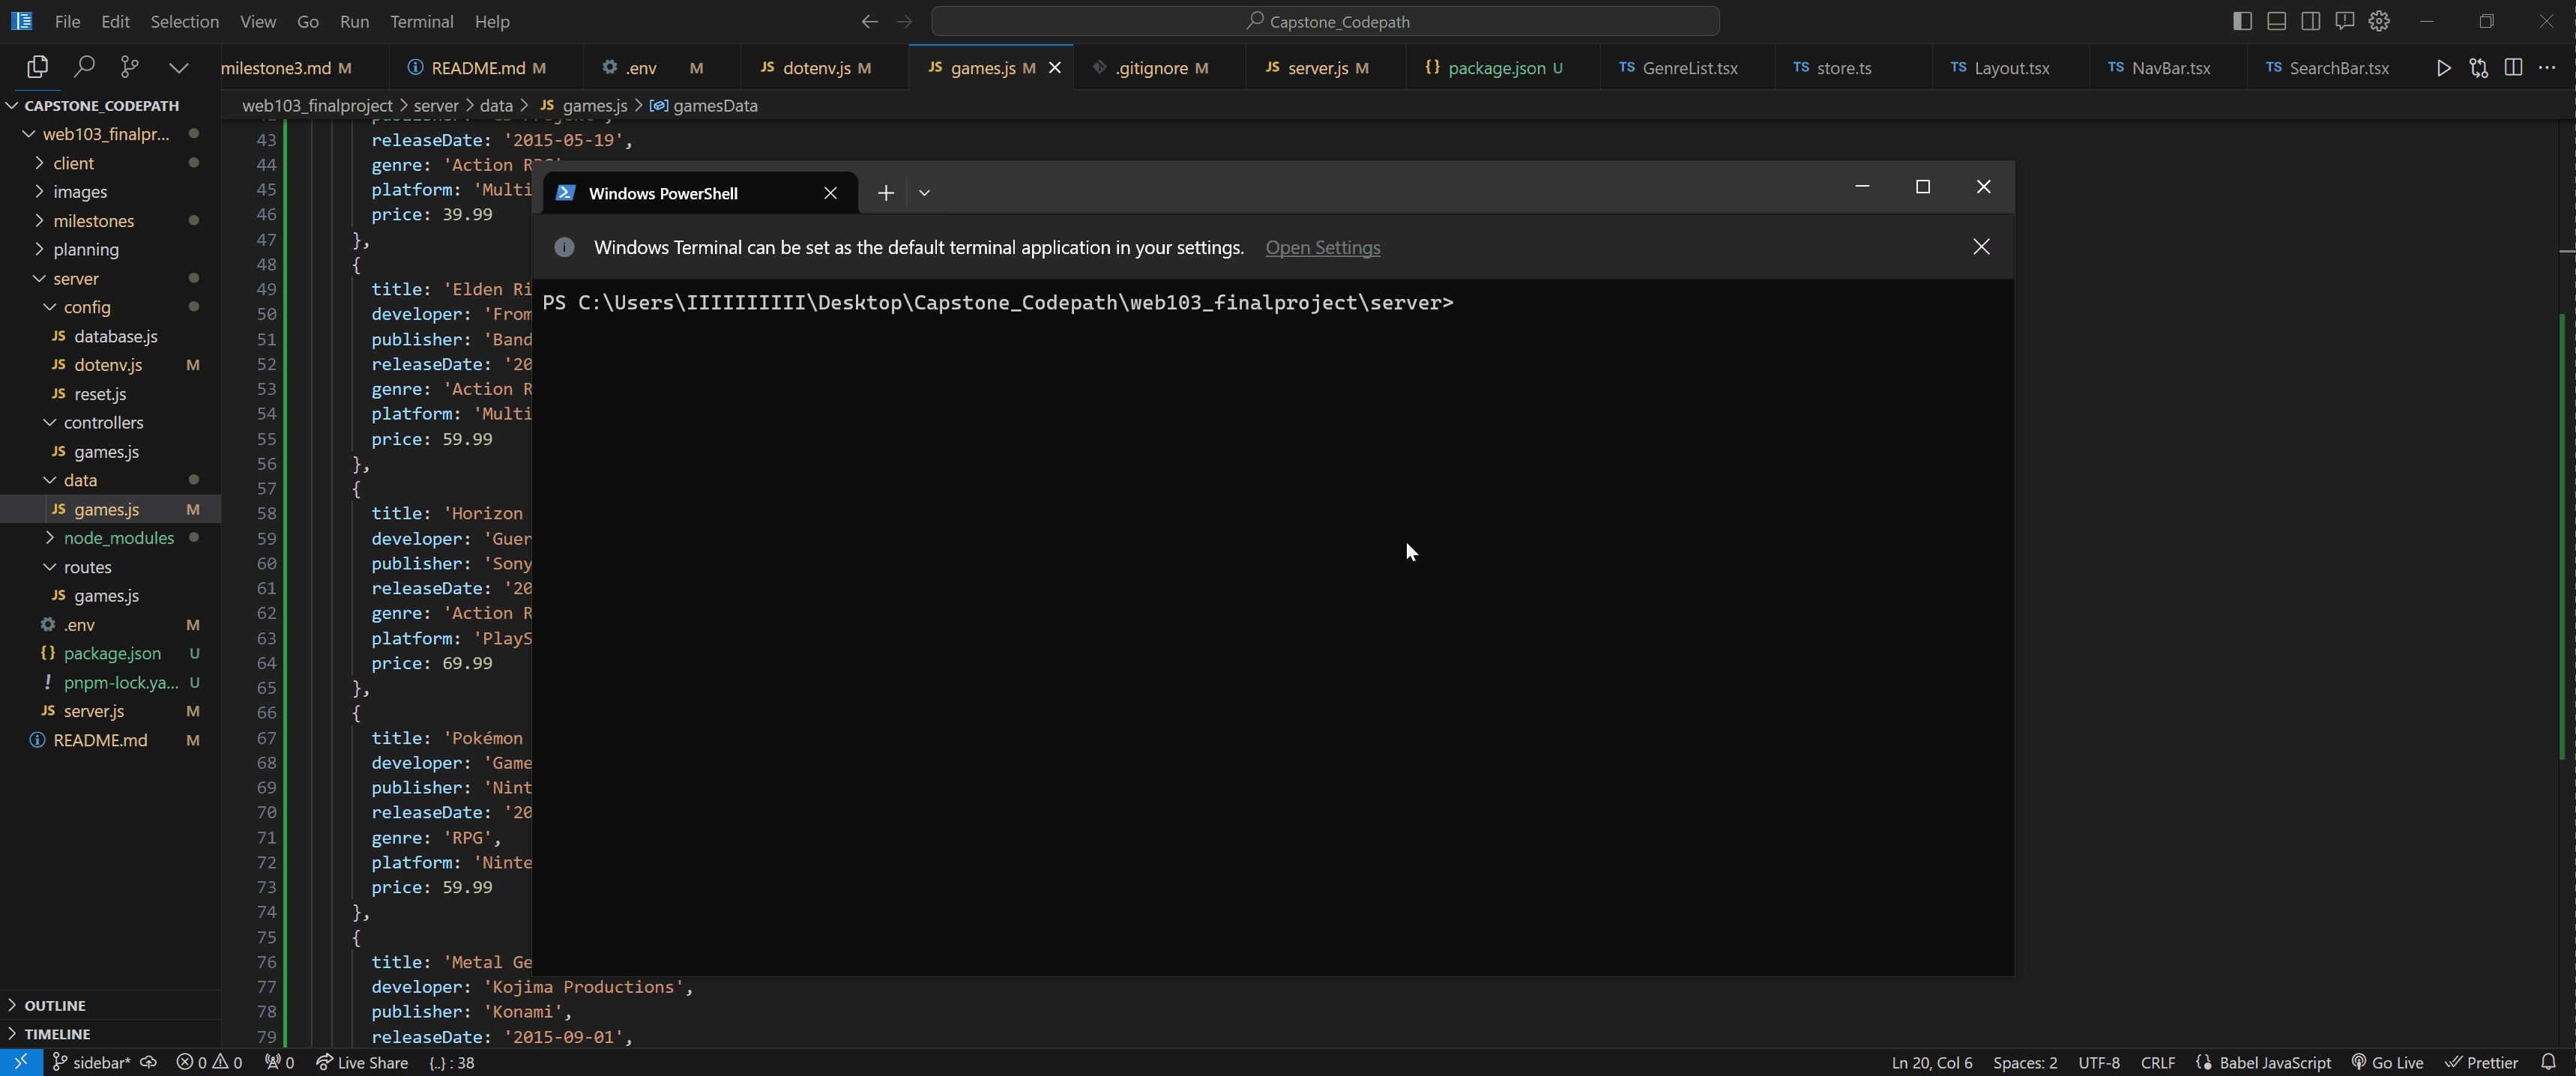 File Edit Selection View Go Run Terminal Help
Capstone_Codepath
milestone3.md M README.md M .env M JS dotenv.js M JS games.js M .gitignore M JS server.js M {} package.json U TS GenreList.tsx TS store.ts TS Layout.tsx TS NavBar.tsx TS SearchBar.tsx
web103_finalproject > server > data > JS games.js > gamesData
CAPSTONE_CODEPATH
web103_finalpr...
client
images
milestones
planning
server
config
JS database.js
JS dotenv.js M
JS reset.js
controllers
JS games.js
data
JS games.js M
node_modules
routes
JS games.js
.env M
{} package.json U
! pnpm-lock.ya... U
JS server.js M
README.md M
OUTLINE
TIMELINE
43 releaseDate: '2015-05-19',
44 genre: 'Action RPG'
45 platform: 'Multi
46 price: 39.99
47 },
48 {
49 title: 'Elden Ri
50 developer: 'From
51 publisher: 'Band
52 releaseDate: '20
53 genre: 'Action R
54 platform: 'Multi
55 price: 59.99
56 },
57 {
58 title: 'Horizon
59 developer: 'Guer
60 publisher: 'Sony
61 releaseDate: '20
62 genre: 'Action R
63 platform: 'PlayS
64 price: 69.99
65 },
66 {
67 title: 'Pokémon
68 developer: 'Game
69 publisher: 'Nint
70 releaseDate: '20
71 genre: 'RPG',
72 platform: 'Ninte
73 price: 59.99
74 },
75 {
76 title: 'Metal Ge
77 developer: 'Kojima Productions',
78 publisher: 'Konami',
79 releaseDate: '2015-09-01',
Windows PowerShell
Windows Terminal can be set as the default terminal application in your settings. Open Settings
PS C:\Users\IIIIIIIIII\Desktop\Capstone_Codepath\web103_finalproject\server>
sidebar* 0 0 0 Live Share {..} : 38 Ln 20, Col 6 Spaces: 2 UTF-8 CRLF Babel JavaScript Go Live Prettier